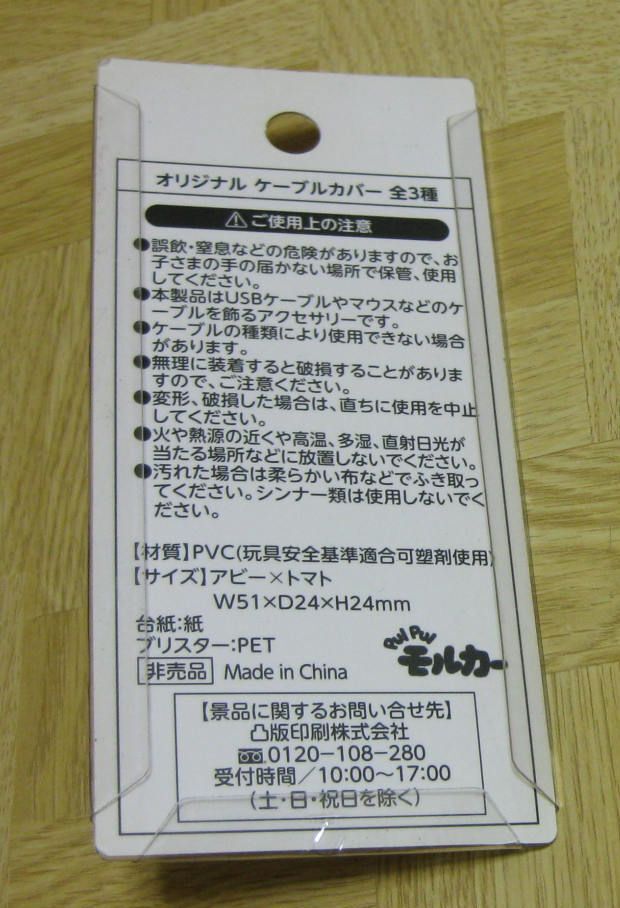 オリジナル ケーブルカバー 全3種
⚠ご使用上の注意
●誤飲・窒息などの危険がありますので、お
子さまの手の届かない場所で保管、使用
してください。
●本製品はUSBケーブルやマウスなどのケ
ーブルを飾るアクセサリーです。
●ケーブルの種類により使用できない場合
があります。
●無理に装着すると破損することがありま
すので、ご注意ください。
●変形、破損した場合は、直ちに使用を中止
してください。
●火や熱源の近くや高温、多湿、直射日光が
当たる場所などに放置しないでください。
●汚れた場合は柔らかい布などでふき取っ
てください。シンナー類は使用しないでく
ださい。
【材質】PVC(玩具安全基準適合可塑剤使用)
【サイズ】アビー×トマト
W51×D24×H24mm
台紙:紙
ブリスター:PET
非売品 Made in China
PUI PUI
モルカー
【景品に関するお問い合せ先】
凸版印刷株式会社
0120-108-280
受付時間/10:00~17:00
(土・日・祝日を除く)